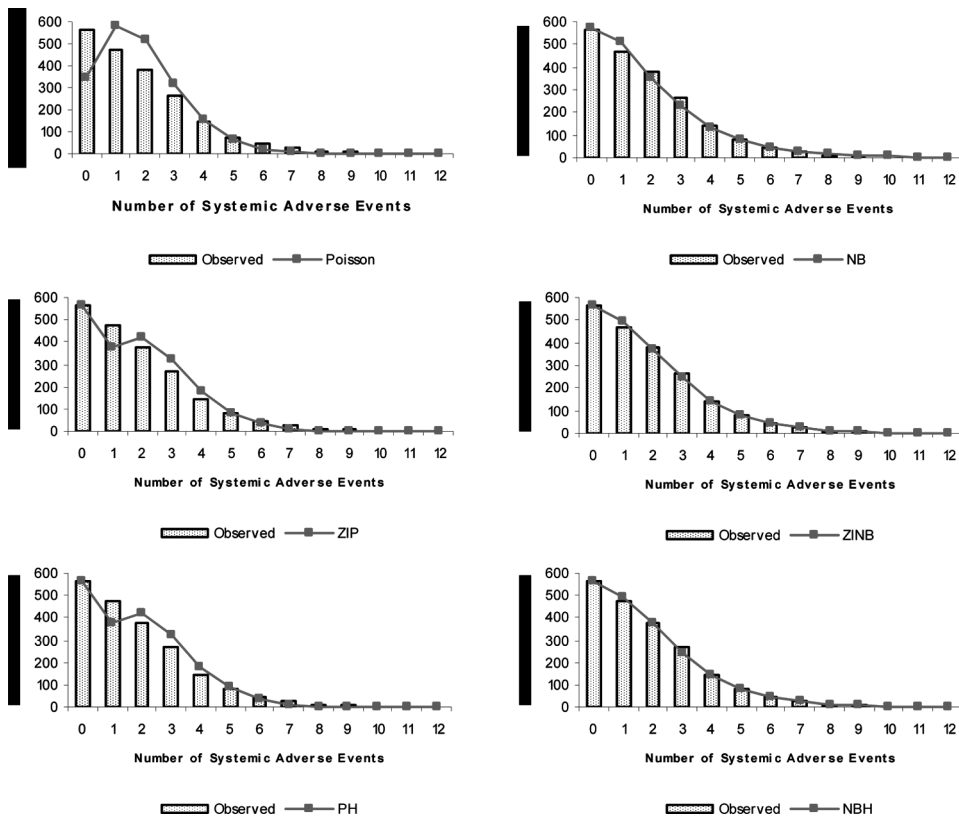 600
500
400
300
200
100
0
0 1 2 3 4 5 6 7 8 9 10 11 12
Number of Systemic Adverse Events
Observed Poisson
600
500
400
300
200
100
0
0 1 2 3 4 5 6 7 8 9 10 11 12
Number of Systemic Adverse Events
Observed NB
600
500
400
300
200
100
0
0 1 2 3 4 5 6 7 8 9 10 11 12
Number of Systemic Adverse Events
Observed ZIP
600
500
400
300
200
100
0
0 1 2 3 4 5 6 7 8 9 10 11 12
Number of Systemic Adverse Events
Observed ZINB
600
500
400
300
200
100
0
0 1 2 3 4 5 6 7 8 9 10 11 12
Number of Systemic Adverse Events
Observed PH
600
500
400
300
200
100
0
0 1 2 3 4 5 6 7 8 9 10 11 12
Number of Systemic Adverse Events
Observed NBH